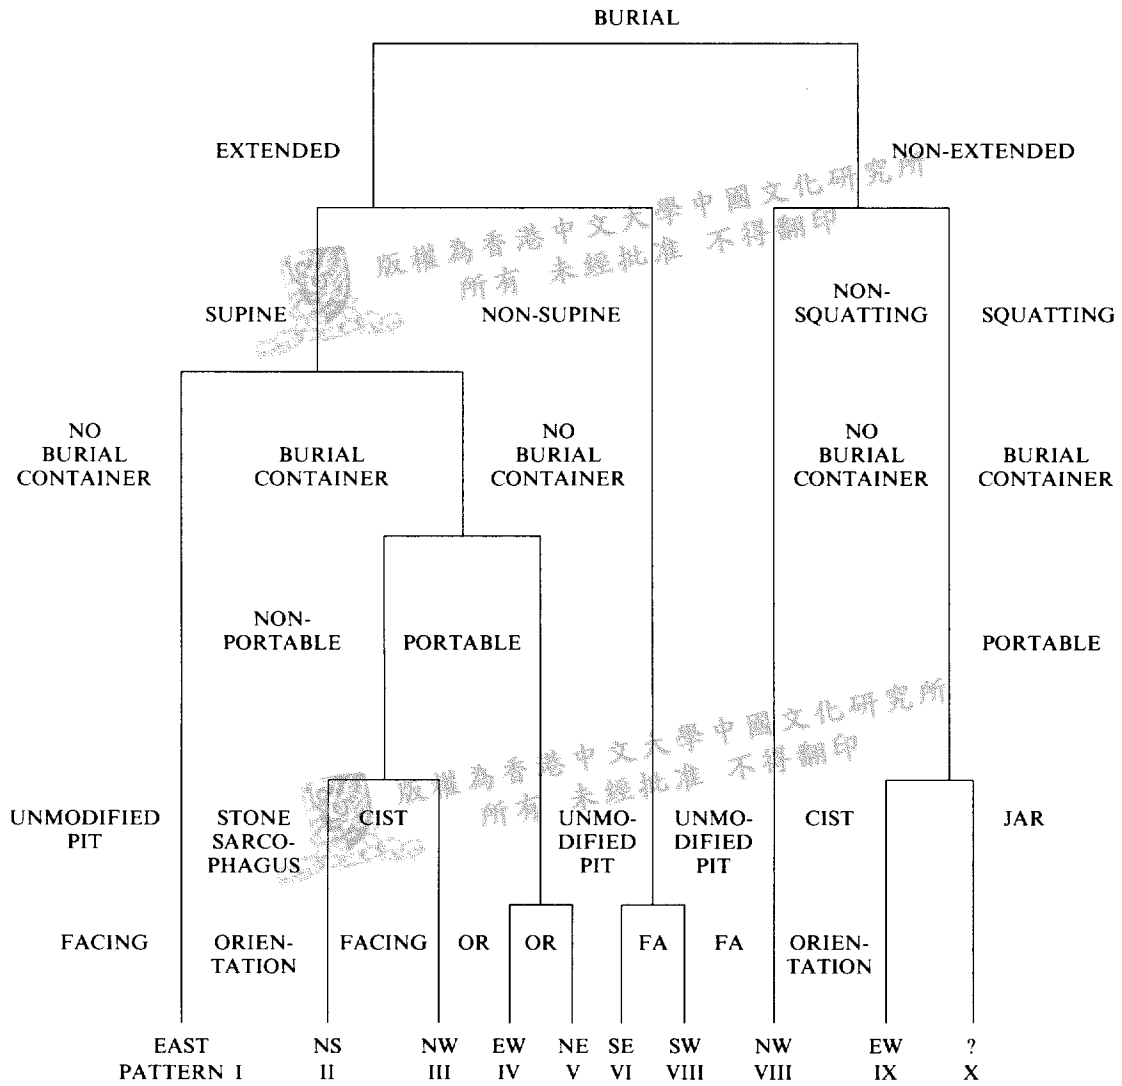 BURIAL
EXTENDED
NON-EXTENDED
版權為香港中文大學中國文化研究所
所有 未經批准 不得翻印
SUPINE
NON-SUPINE
NON-
SQUATTING
SQUATTING
NO
BURIAL
CONTAINER
BURIAL
CONTAINER
NO
BURIAL
CONTAINER
NO
BURIAL
CONTAINER
BURIAL
CONTAINER
NON-
PORTABLE
PORTABLE
PORTABLE
版權為香港中文大學中國文化研究所
所有 未經批准 不得翻印
UNMODIFIED
PIT
STONE
SARCO-
PHAGUS
CIST
UNMO-
DIFIED
PIT
UNMO-
DIFIED
PIT
CIST
JAR
FACING
ORIEN-
TATION
FACING
OR
OR
FA
FA
ORIEN-
TATION
EAST NS NW EW NE SE SW NW EW ?
PATTERN I II III IV V VI VIII VIII IX X